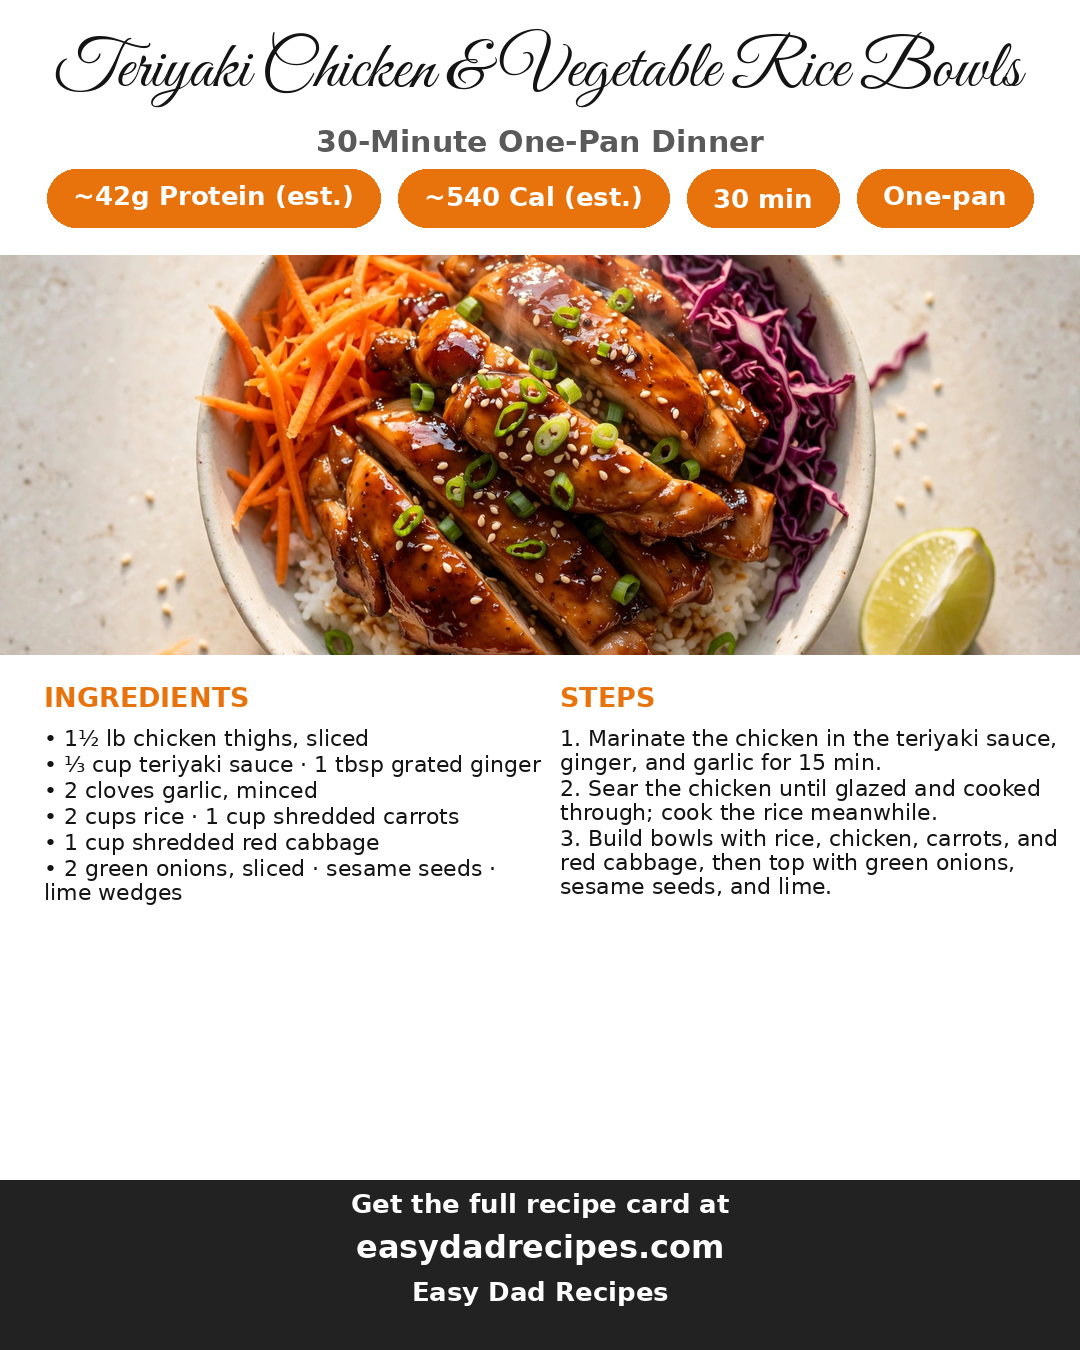 Teriyaki Chicken & Vegetable Rice Bowls
30-Minute One-Pan Dinner
~42g Protein (est.)
~540 Cal (est.)
30 min
One-pan
INGREDIENTS
• 1½ lb chicken thighs, sliced
• ⅓ cup teriyaki sauce · 1 tbsp grated ginger
• 2 cloves garlic, minced
• 2 cups rice · 1 cup shredded carrots
• 1 cup shredded red cabbage
• 2 green onions, sliced · sesame seeds ·
lime wedges
STEPS
1. Marinate the chicken in the teriyaki sauce,
ginger, and garlic for 15 min.
2. Sear the chicken until glazed and cooked
through; cook the rice meanwhile.
3. Build bowls with rice, chicken, carrots, and
red cabbage, then top with green onions,
sesame seeds, and lime.
Get the full recipe card at
easydadrecipes.com
Easy Dad Recipes